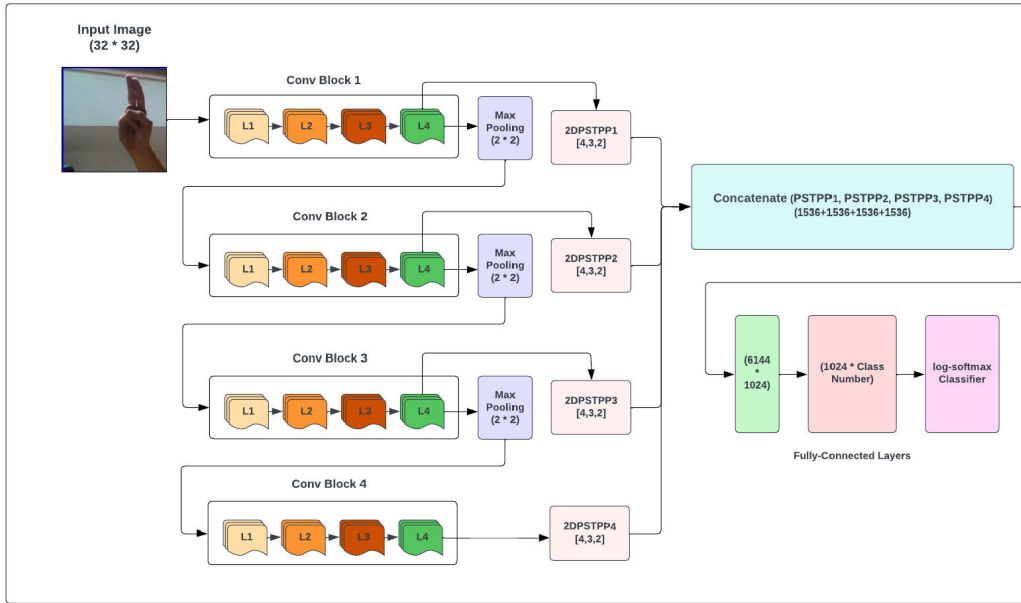 Input Image
(32 * 32)
Conv Block 1
L1
L2
L3
L4
Max
Pooling
(2 * 2)
2DPSTPP1
[4,3,2]
Conv Block 2
L1
L2
L3
L4
Max
Pooling
(2 * 2)
2DPSTPP2
[4,3,2]
Conv Block 3
L1
L2
L3
L4
Max
Pooling
(2 * 2)
2DPSTPP3
[4,3,2]
Conv Block 4
L1
L2
L3
L4
2DPSTPP4
[4,3,2]
Concatenate (PSTPP1, PSTPP2, PSTPP3, PSTPP4)
(1536+1536+1536+1536)
(6144
*
1024)
(1024 * Class
Number)
log-softmax
Classifier
Fully-Connected Layers